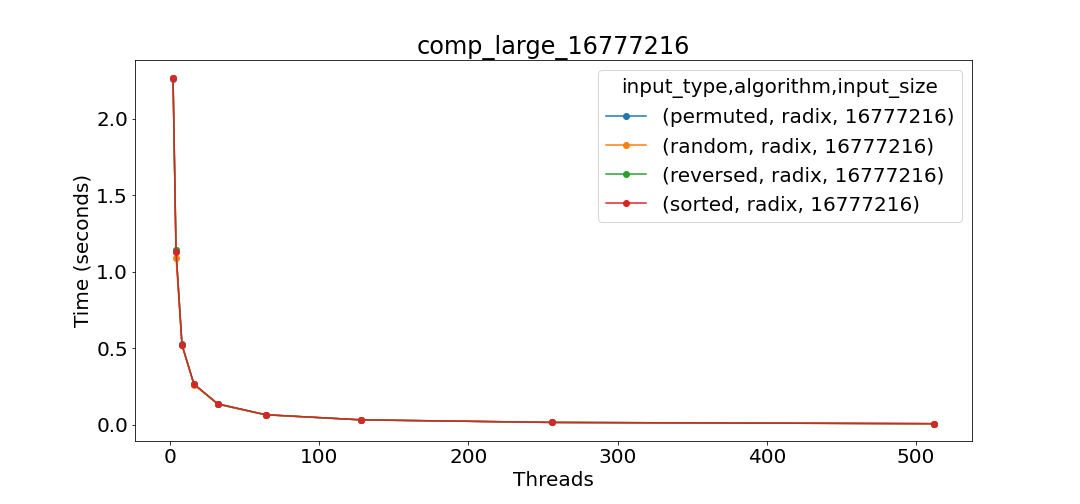 comp_large_16777216
input_type,algorithm,input_size
(permuted, radix, 16777216)
(random, radix, 16777216)
(reversed, radix, 16777216)
(sorted, radix, 16777216)
Time (seconds)
2.0
1.5
1.0
0.5
0.0
0 100 200 300 400 500
Threads